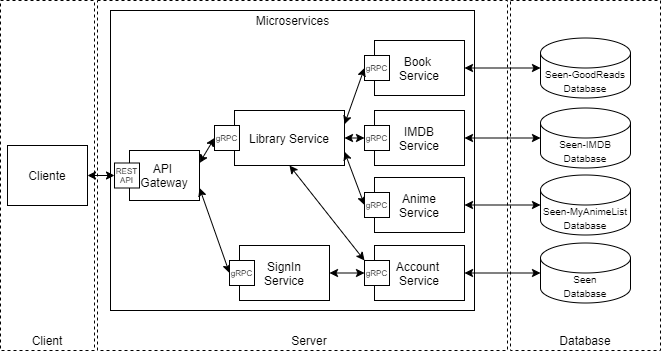 Microservices
Book
Service
gRPC
Seen-GoodReads
Database
Library Service
gRPC
IMDB
Service
gRPC
Seen-IMDB
Database
Cliente
REST
API
API
Gateway
Anime
Service
gRPC
Seen-MyAnimeList
Database
SignIn
Service
gRPC
Account
Service
gRPC
Seen
Database
Client
Server
Database